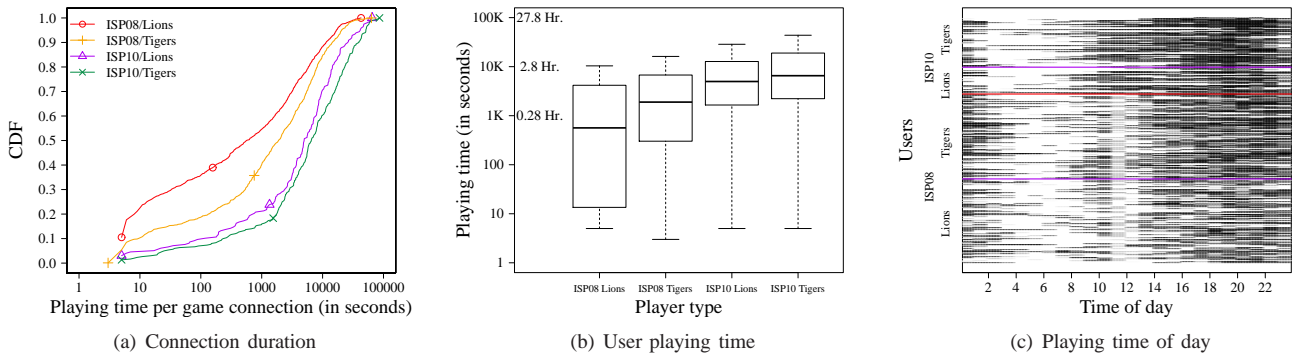 1.0
0.9
0.8
0.7
0.6
0.5
0.4
0.3
0.2
0.1
0.0
CDF
ISP08/Lions
ISP08/Tigers
ISP10/Lions
ISP10/Tigers
1 10 100 1000 10000 100000
Playing time per game connection (in seconds)
(a) Connection duration
100K
10K
1K
100
10
1
Playing time (in seconds)
27.8 Hr.
2.8 Hr.
0.28 Hr.
ISP08 Lions ISP08 Tigers ISP10 Lions ISP10 Tigers
Player type
(b) User playing time
Users
ISP10
Tigers
Lions
ISP08
Tigers
Lions
2 4 6 8 10 12 14 16 18 20 22
Time of day
(c) Playing time of day